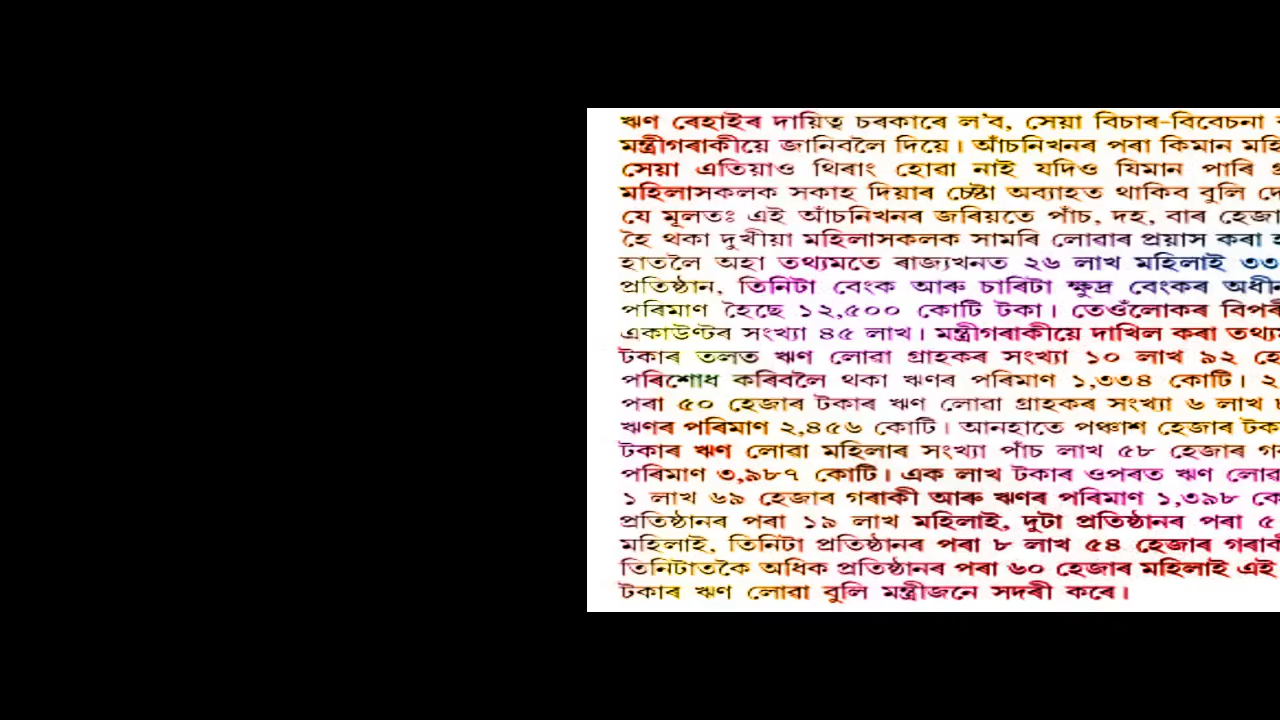 ঋণ ৰেহাইৰ দায়িত্ব চৰকাৰে ল'ব, সেয়া বিচাৰ-বিবেচনা
মন্ত্ৰীগৰাকীয়ে জানিবলৈ দিয়ে। আঁচনিখনৰ পৰা কিমান
সেয়া এতিয়াও থিৰাং হোৱা নাই যদিও যিমান পাৰি
মহিলাসকলক সকাহ দিয়াৰ চেষ্টা অব্যাহত থাকিব বুলি
যে মূলতঃ এই আঁচনিখনৰ জৰিয়তে পাঁচ, দহ, বাৰ
হৈ থকা দুখীয়া মহিলাসকলক সামৰি লোৱাৰ প্ৰয়াস কৰা
হাতলৈ অহা তথ্যমতে ৰাজ্যখনত ২৬ লাখ মহিলাই
প্ৰতিষ্ঠান, তিনিটা বেংক আৰু চাৰিটা ক্ষুদ্ৰ বেংকৰ
পৰিমাণ হৈছে ১২,৫০০ কোটি টকা। তেওঁলোকৰ
একাউণ্টৰ সংখ্যা ৪৫ লাখ। মন্ত্ৰীগৰাকীয়ে দাখিল কৰা
টকাৰ তলত ঋণ লোৱা গ্ৰাহকৰ সংখ্যা ১০ লাখ ৯২
পৰিশোধ কৰিবলৈ থকা ঋণৰ পৰিমাণ ১,৩৩৪ কোটি।
পৰা ৫০ হেজাৰ টকাৰ ঋণ লোৱা গ্ৰাহকৰ সংখ্যা ৬ লাখ
ঋণৰ পৰিমাণ ২,৪৫৬ কোটি। আনহাতে পঞ্চাশ হেজাৰ
টকাৰ ঋণ লোৱা মহিলাৰ সংখ্যা পাঁচ লাখ ৫৮ হেজাৰ
পৰিমাণ ৩,৯৮৭ কোটি। এক লাখ টকাৰ ওপৰত ঋণ
১ লাখ ৬৯ হেজাৰ গৰাকী আৰু ঋণৰ পৰিমাণ ১,৩৯৮
প্ৰতিষ্ঠানৰ পৰা ১৯ লাখ মহিলাই, দুটা প্ৰতিষ্ঠানৰ পৰা ৫
মহিলাই, তিনিটা প্ৰতিষ্ঠানৰ পৰা ৮ লাখ ৫৪ হেজাৰ
তিনিটাতকৈ অধিক প্ৰতিষ্ঠানৰ পৰা ৬০ হেজাৰ মহিলাই এই
টকাৰ ঋণ লোৱা বুলি মন্ত্ৰীজনে সদৰী কৰে।